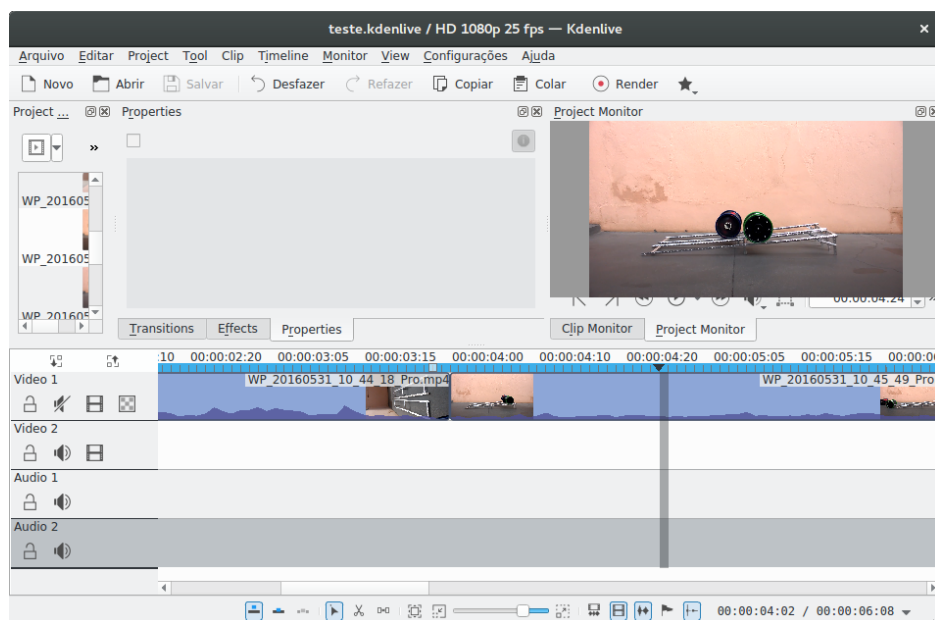 teste.kdenlive / HD 1080p 25 fps — Kdenlive
Arquivo Editar Project Tool Clip Timeline Monitor View Configurações Ajuda
Novo Abrir Salvar Desfazer Refazer Copiar Colar Render
Project ... Properties Project Monitor
WP_201605
WP_201605
WP_201605
00:00:04:24
Transitions Effects Properties Clip Monitor Project Monitor
:10 00:00:02:20 00:00:03:05 00:00:03:15 00:00:04:00 00:00:04:10 00:00:04:20 00:00:05:05 00:00:05:15 00:00:0
Video 1 WP_20160531_10_44_18_Pro.mp4 WP_20160531_10_45_49_Pro
Video 2
Audio 1
Audio 2
00:00:04:02 / 00:00:06:08